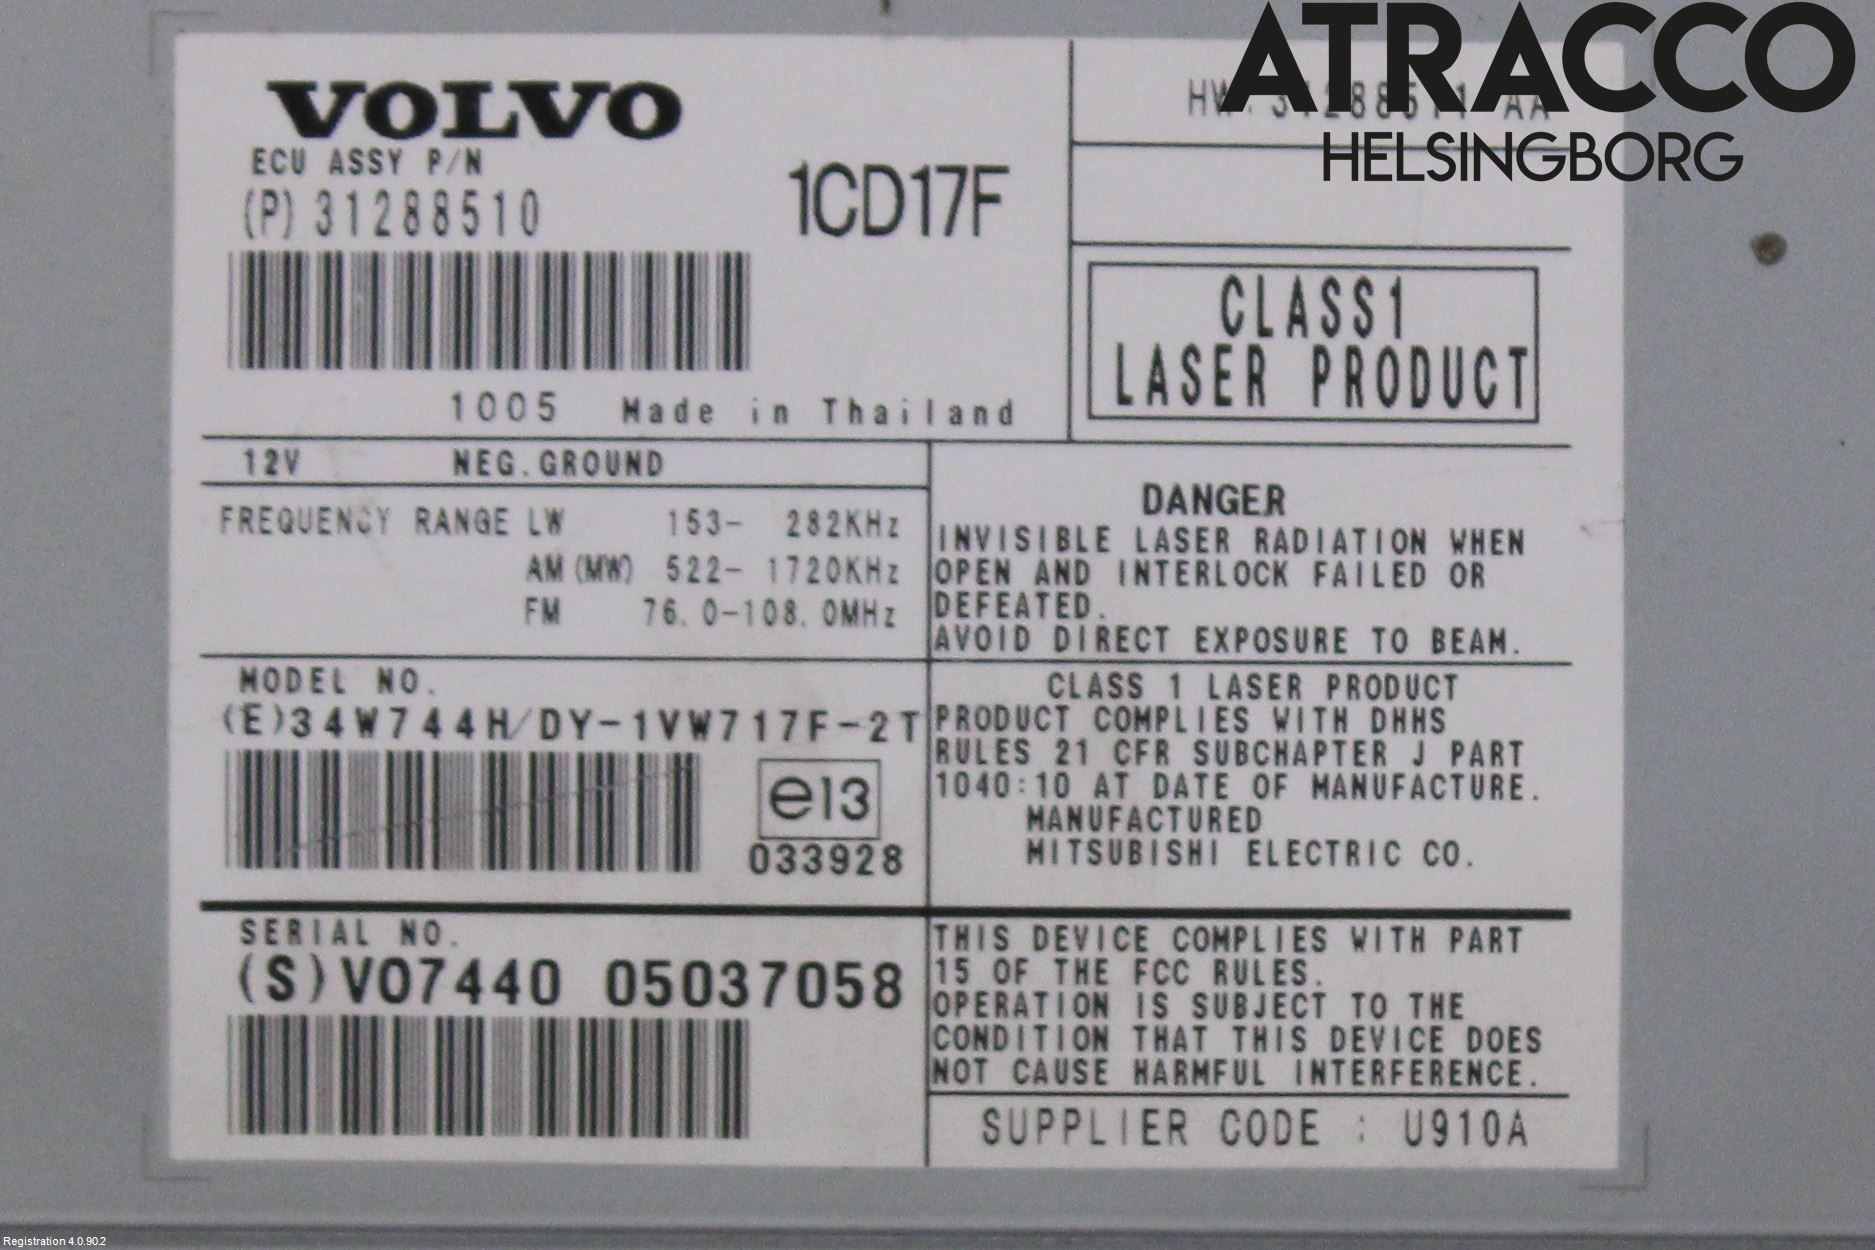 ATRACCO
HELSINGBORG
VOLVO
ECU ASSY P/N
(P) 31288510
1CD17F
1005 Made in Thailand
CLASS1
LASER PRODUCT
12V NEG.GROUND
FREQUENCY RANGE LW 153- 282KHz
AM (MW) 522- 1720KHz
FM 76.0-108.0MHz
DANGER
INVISIBLE LASER RADIATION WHEN
OPEN AND INTERLOCK FAILED OR
DEFEATED.
AVOID DIRECT EXPOSURE TO BEAM.
MODEL NO.
(E)34W744H/DY-1VW717F-2T
e13
033928
CLASS 1 LASER PRODUCT
PRODUCT COMPLIES WITH DHHS
RULES 21 CFR SUBCHAPTER J PART
1040:10 AT DATE OF MANUFACTURE.
MANUFACTURED
MITSUBISHI ELECTRIC CO.
SERIAL NO.
(S)VO7440 05037058
THIS DEVICE COMPLIES WITH PART
15 OF THE FCC RULES.
OPERATION IS SUBJECT TO THE
CONDITION THAT THIS DEVICE DOES
NOT CAUSE HARMFUL INTERFERENCE.
SUPPLIER CODE : U910A
Registration 4.0.90.2